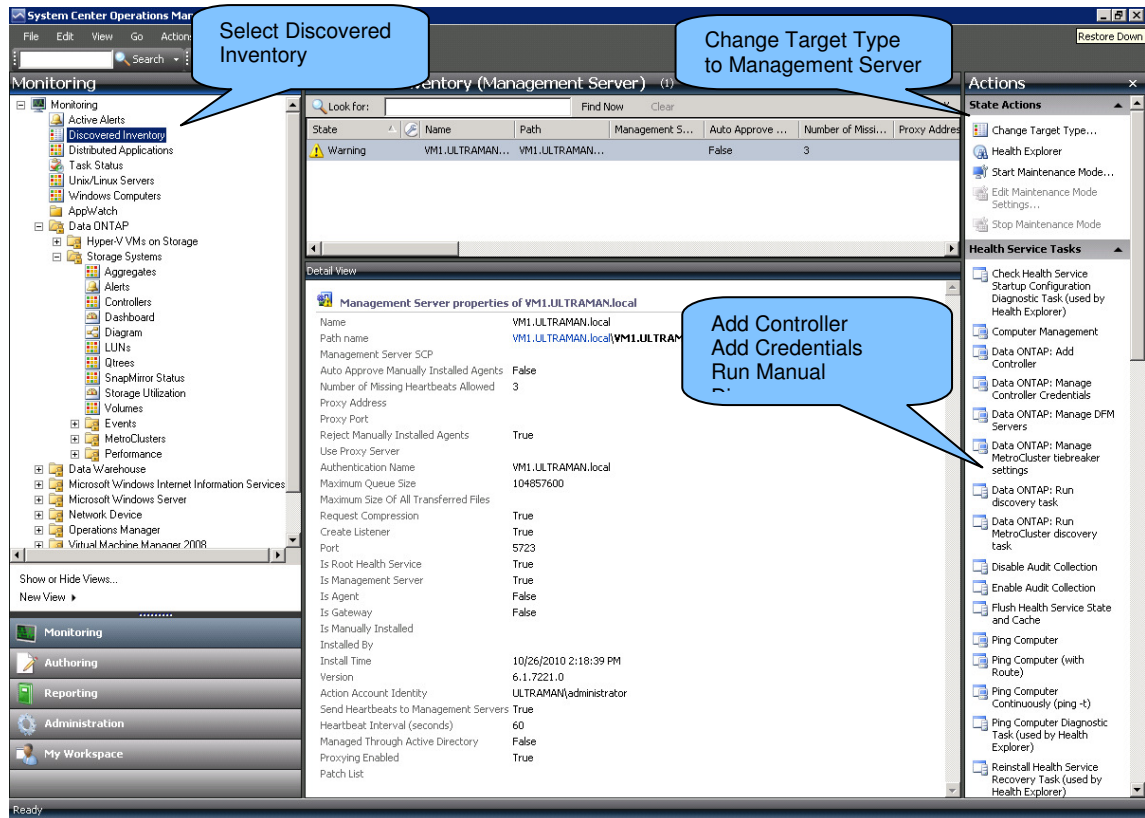 System Center Operations Mar
Select Discovered
Inventory
Change Target Type
to Management Server
Restore Down
File Edit View Go Action
Search
Monitoring
Monitoring
Active Alerts
Discovered Inventory
Distributed Applications
Task Status
Unix/Linux Servers
Windows Computers
AppWatch
Data ONTAP
Hyper-V VMs on Storage
Storage Systems
Aggregates
Alerts
Controllers
Dashboard
Diagram
LUNs
Qtrees
SnapMirror Status
Storage Utilization
Volumes
Events
MetroClusters
Performance
Data Warehouse
Microsoft Windows Internet Information Services
Microsoft Windows Server
Network Device
Operations Manager
Virtual Machine Manager 2008
Show or Hide Views...
New View
Monitoring
Authoring
Reporting
Administration
My Workspace
Ready
entory (Management Server) (1)
Look for: Find Now Clear
State Name Path Management S... Auto Approve ... Number of Missi... Proxy Addres
Warning VM1.ULTRAMAN... VM1.ULTRAMAN... False 3
Detail View
Management Server properties of VM1.ULTRAMAN.local
Name VM1.ULTRAMAN.local
Path name VM1.ULTRAMAN.local\VM1.ULTRAM
Management Server SCP
Auto Approve Manually Installed Agents False
Number of Missing Heartbeats Allowed 3
Proxy Address
Proxy Port
Reject Manually Installed Agents True
Use Proxy Server
Authentication Name VM1.ULTRAMAN.local
Maximum Queue Size 104857600
Maximum Size Of All Transferred Files
Request Compression True
Create Listener True
Port 5723
Is Root Health Service True
Is Management Server True
Is Agent False
Is Gateway False
Is Manually Installed
Installed By
Install Time 10/26/2010 2:18:39 PM
Version 6.1.7221.0
Action Account Identity ULTRAMAN\administrator
Send Heartbeats to Management Servers True
Heartbeat Interval (seconds) 60
Managed Through Active Directory False
Proxying Enabled True
Patch List
Add Controller
Add Credentials
Run Manual
Actions
State Actions
Change Target Type...
Health Explorer
Start Maintenance Mode...
Edit Maintenance Mode
Settings...
Stop Maintenance Mode
Health Service Tasks
Check Health Service
Startup Configuration
Diagnostic Task (used by
Health Explorer)
Computer Management
Data ONTAP: Add
Controller
Data ONTAP: Manage
Controller Credentials
Data ONTAP: Manage DFM
Servers
Data ONTAP: Manage
MetroCluster tiebreaker
settings
Data ONTAP: Run
discovery task
Data ONTAP: Run
MetroCluster discovery
task
Disable Audit Collection
Enable Audit Collection
Flush Health Service State
and Cache
Ping Computer
Ping Computer (with
Route)
Ping Computer
Continuously (ping -t)
Ping Computer Diagnostic
Task (used by Health
Explorer)
Reinstall Health Service
Recovery Task (used by
Health Explorer)